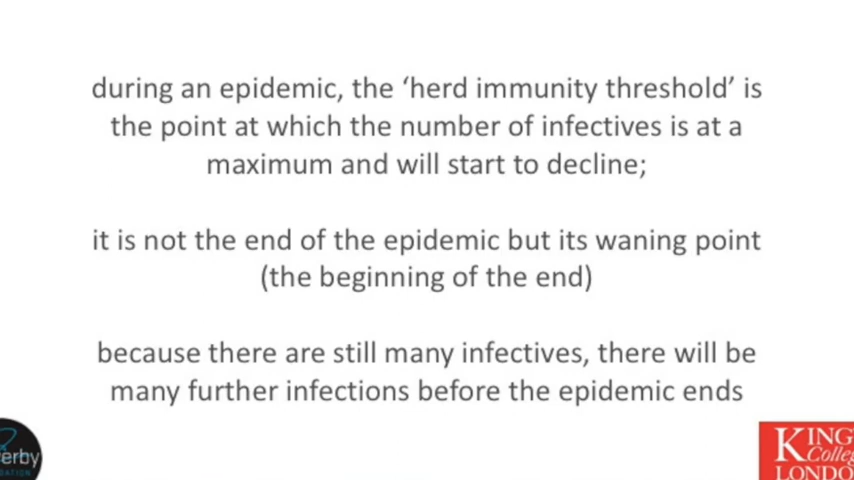 during an epidemic, the ‘herd immunity threshold’ is
the point at which the number of infectives is at a
maximum and will start to decline;
it is not the end of the epidemic but its waning point
(the beginning of the end)
because there are still many infectives, there will be
many further infections before the epidemic ends
KING
College
LONDO